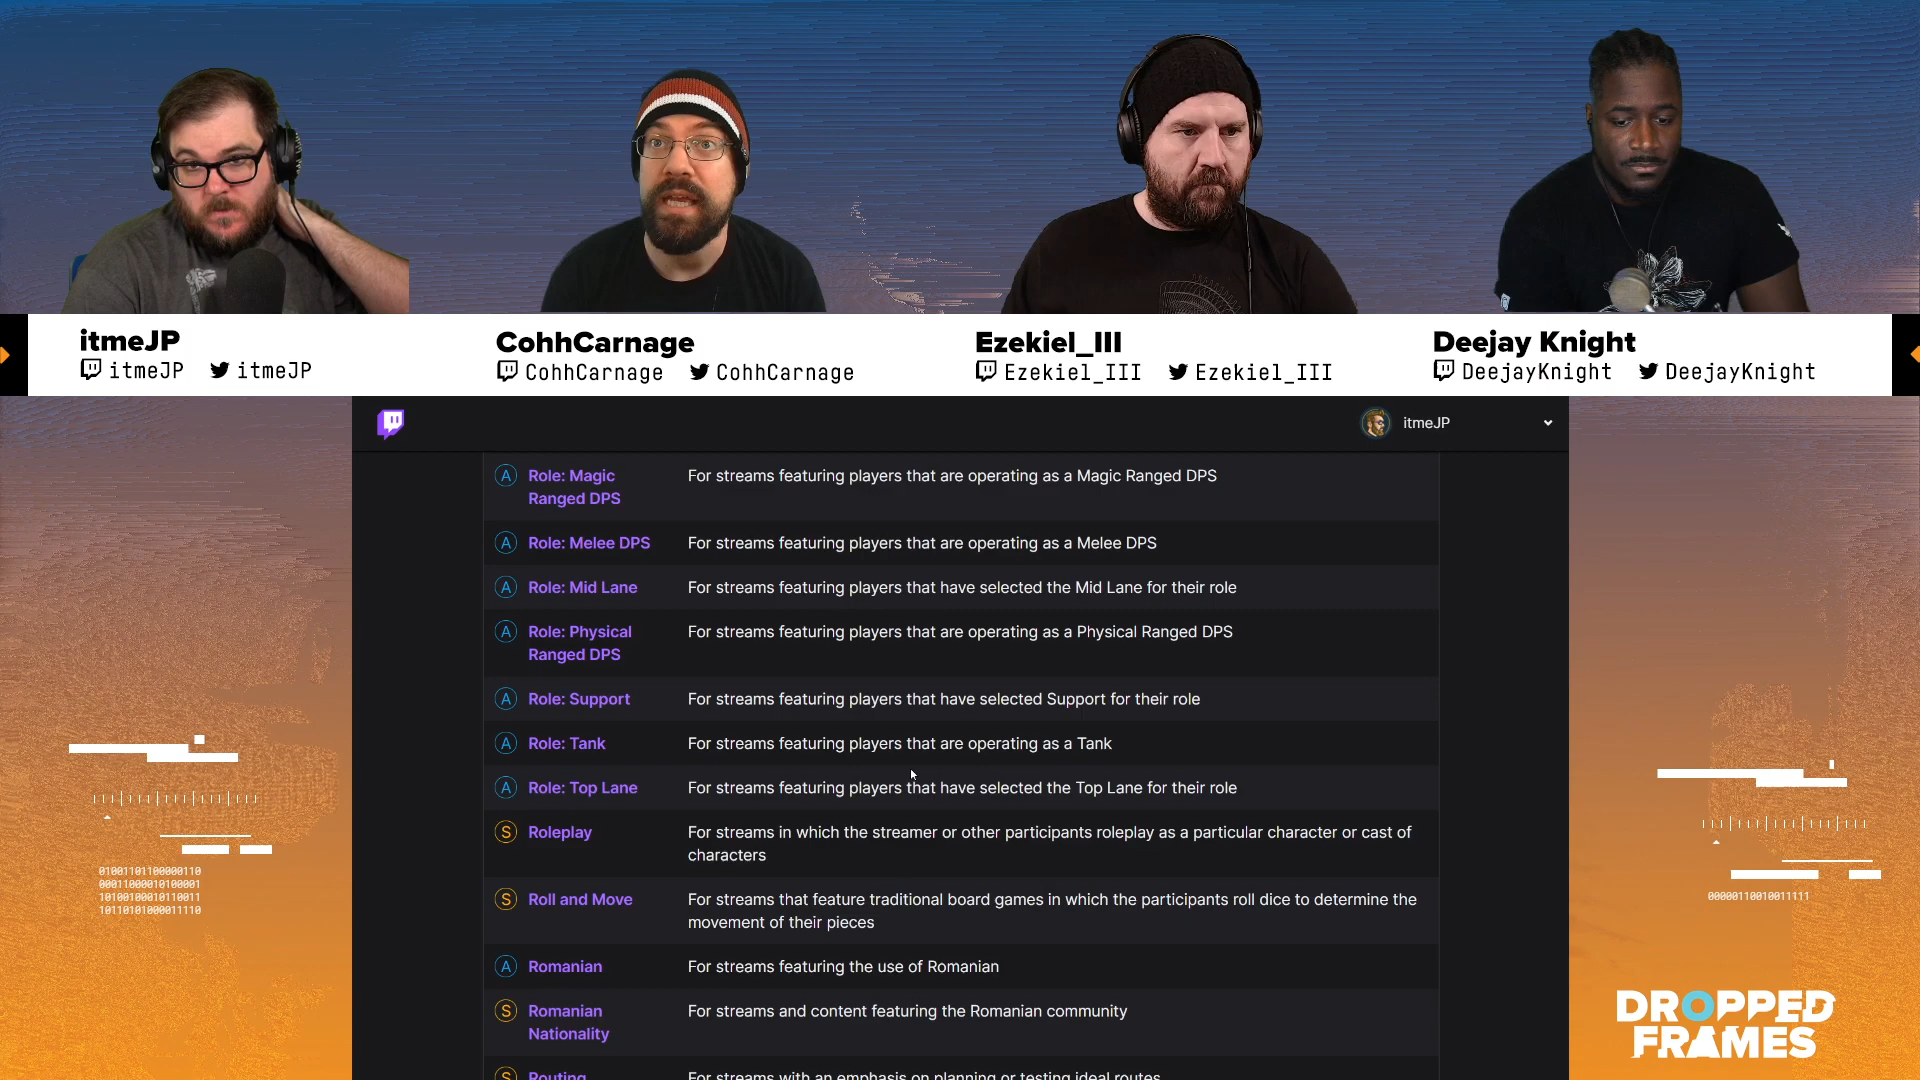 itmeJP
itmeJP itmeJP
CohhCarnage
CohhCarnage CohhCarnage
Ezekiel_III
Ezekiel_III Ezekiel_III
Deejay Knight
DeejayKnight DeejayKnight
itmeJP
A Role: Magic For streams featuring players that are operating as a Magic Ranged DPS
Ranged DPS
A Role: Melee DPS For streams featuring players that are operating as a Melee DPS
A Role: Mid Lane For streams featuring players that have selected the Mid Lane for their role
A Role: Physical For streams featuring players that are operating as a Physical Ranged DPS
Ranged DPS
A Role: Support For streams featuring players that have selected Support for their role
A Role: Tank For streams featuring players that are operating as a Tank
A Role: Top Lane For streams featuring players that have selected the Top Lane for their role
S Roleplay For streams in which the streamer or other participants roleplay as a particular character or cast of
characters
S Roll and Move For streams that feature traditional board games in which the participants roll dice to determine the
movement of their pieces
A Romanian For streams featuring the use of Romanian
S Romanian For streams and content featuring the Romanian community
Nationality
S Routing For streams with an emphasis on planning or testing ideal routes
01001101100000110
00011000010100001
10100100010110011
10110101000011110
00000110010011111
DROPPED
FRAMES